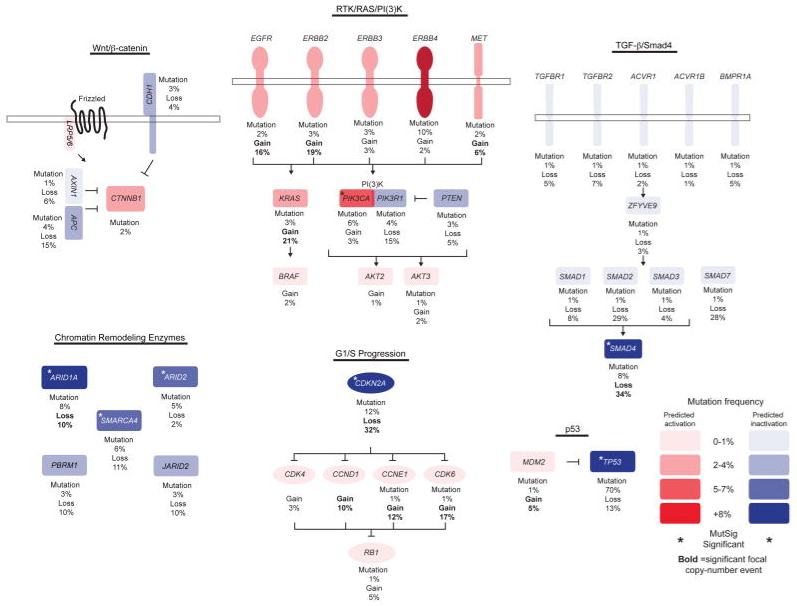 RTK/RAS/PI(3)K
EGFR
ERBB2
ERBB3
ERBB4
MET
Mutation
2%
Gain
16%
Mutation
3%
Gain
19%
Mutation
3%
Gain
3%
Mutation
10%
Gain
2%
Mutation
2%
Gain
6%
PI(3)K
KRAS
Mutation
3%
Gain
21%
*PIK3CA
Mutation
6%
Gain
3%
PIK3R1
Mutation
4%
Loss
15%
PTEN
Mutation
3%
Loss
5%
BRAF
Gain
2%
AKT2
Gain
1%
AKT3
Mutation
1%
Gain
2%
Wnt/β-catenin
Frizzled
LRP5/6
CDH1
Mutation
3%
Loss
4%
Mutation
1%
Loss
6%
AXIN1
Mutation
4%
Loss
15%
APC
CTNNB1
Mutation
2%
TGF-β/Smad4
TGFBR1
TGFBR2
ACVR1
ACVR1B
BMPR1A
Mutation
1%
Loss
5%
Mutation
1%
Loss
7%
Mutation
1%
Loss
2%
Mutation
1%
Loss
1%
Mutation
1%
Loss
5%
ZFYVE9
Mutation
1%
Loss
3%
SMAD1
Mutation
1%
Loss
8%
SMAD2
Mutation
1%
Loss
29%
SMAD3
Mutation
1%
Loss
4%
SMAD7
Mutation
1%
Loss
28%
*SMAD4
Mutation
8%
Loss
34%
Chromatin Remodeling Enzymes
*ARID1A
Mutation
8%
Loss
10%
*ARID2
Mutation
5%
Loss
2%
*SMARCA4
Mutation
6%
Loss
11%
PBRM1
Mutation
3%
Loss
10%
JARID2
Mutation
3%
Loss
10%
G1/S Progression
*CDKN2A
Mutation
12%
Loss
32%
CDK4
Gain
3%
CCND1
Gain
10%
CCNE1
Mutation
1%
Gain
12%
CDK6
Mutation
1%
Gain
17%
RB1
Mutation
1%
Gain
5%
p53
MDM2
Mutation
1%
Gain
5%
*TP53
Mutation
70%
Loss
13%
Mutation frequency
Predicted
activation
Predicted
inactivation
0-1%
2-4%
5-7%
+8%
* MutSig *
Significant
Bold =significant focal
copy-number event